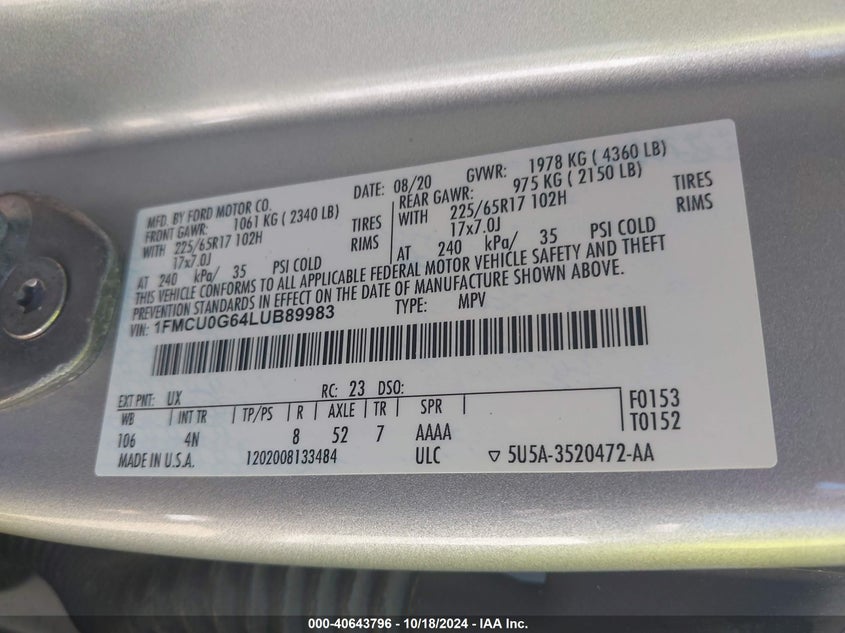 MFD. BY FORD MOTOR CO.
DATE: 08/20
GVWR: 1978 KG ( 4360 LB)
FRONT GAWR: 1061 KG ( 2340 LB)
REAR GAWR: 975 KG ( 2150 LB)
WITH 225/65R17 102H TIRES
WITH 225/65R17 102H TIRES
17x7.0J RIMS
17x7.0J RIMS
AT 240 kPa/ 35 PSI COLD
AT 240 kPa/ 35 PSI COLD
THIS VEHICLE CONFORMS TO ALL APPLICABLE FEDERAL MOTOR VEHICLE SAFETY AND THEFT
PREVENTION STANDARDS IN EFFECT ON THE DATE OF MANUFACTURE SHOWN ABOVE.
VIN: 1FMCU0G64LUB89983
TYPE: MPV
EXT PNT: UX RC: 23 DSO: F0153
WB INT TR TP/PS R AXLE TR SPR T0152
106 4N 8 52 7 AAAA
MADE IN U.S.A. 1202008133484 ULC ▽ 5U5A-3520472-AA
000-40643796 - 10/18/2024 - IAA Inc.